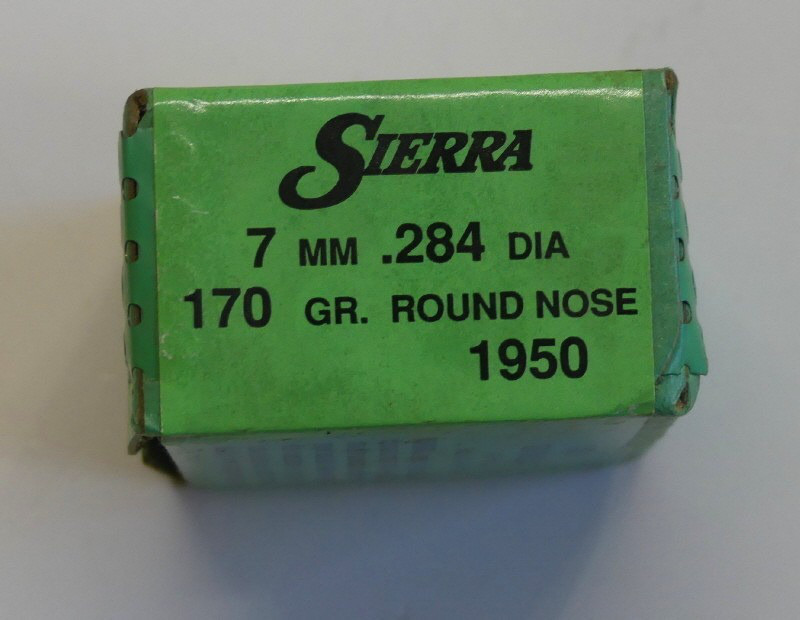 SIERRA
7 MM .284 DIA
170 GR. ROUND NOSE
1950